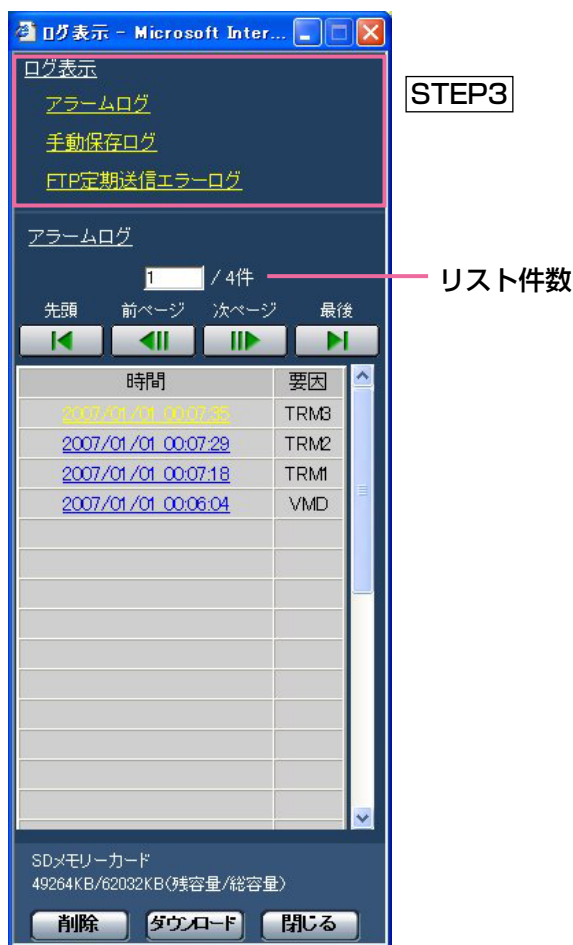 ログ表示 - Microsoft Inter...
ログ表示
アラームログ
手動保存ログ
FTP定期送信エラーログ
STEP3
アラームログ
1 / 4件
リスト件数
先頭 前ページ 次ページ 最後
時間 要因
2007/01/01 00:07:35 TRM3
2007/01/01 00:07:29 TRM2
2007/01/01 00:07:18 TRM1
2007/01/01 00:06:04 VMD
SDメモリーカード
49264KB/62032KB(残容量/総容量)
削除 ダウンロード 閉じる